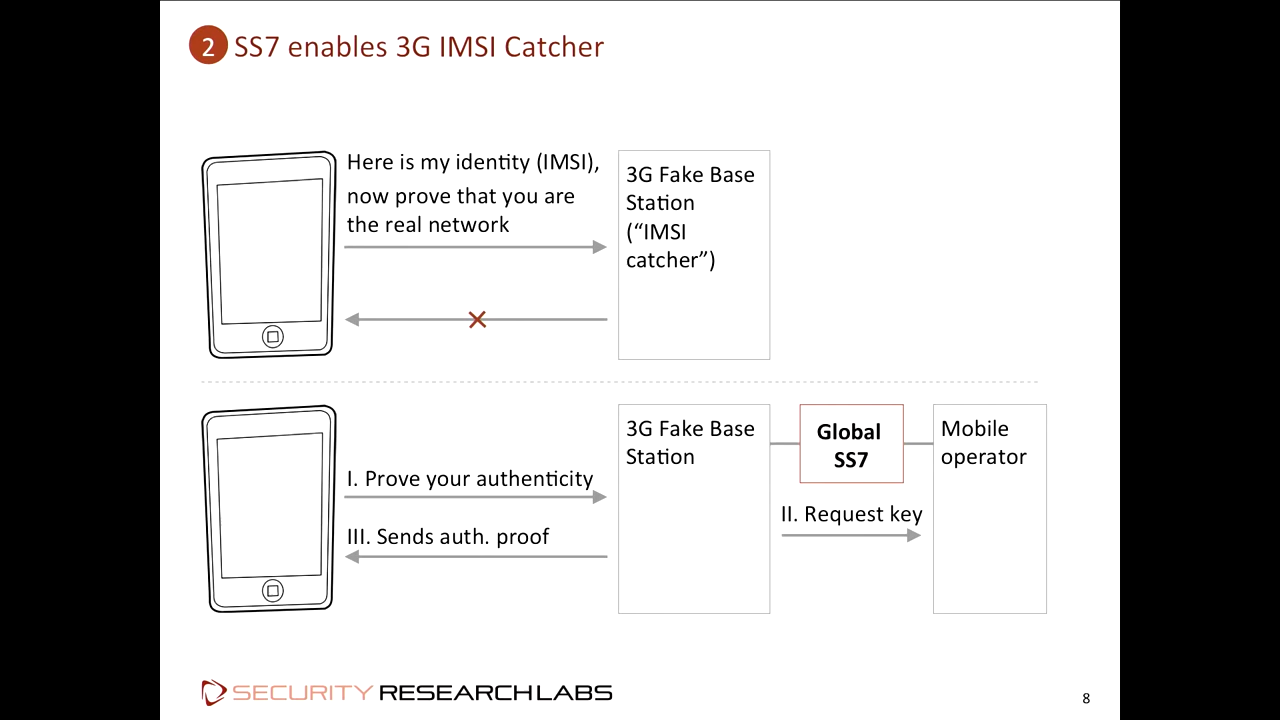 2 SS7 enables 3G IMSI Catcher
Here is my identity (IMSI),
now prove that you are
the real network
3G Fake Base
Station
(“IMSI
catcher”)
I. Prove your authenticity
III. Sends auth. proof
3G Fake Base
Station
Global
SS7
II. Request key
Mobile
operator
SECURITY RESEARCH LABS
8